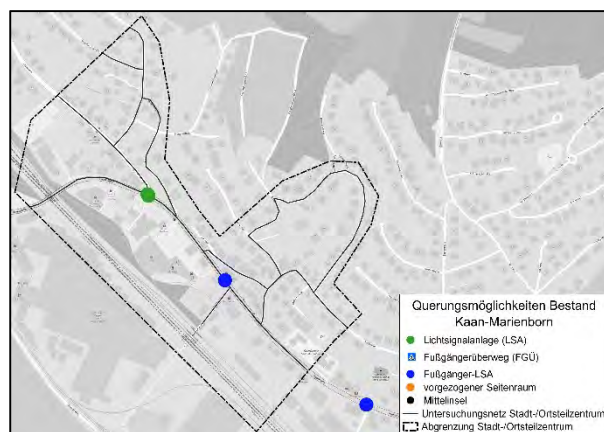 Querungsmöglichkeiten Bestand
Kaan-Marienborn
Lichtsignalanlage (LSA)
Fußgängerüberweg (FGÜ)
Fußgänger-LSA
vorgezogener Seitenraum
Mittelinsel
Untersuchungsnetz Stadt-/Ortsteilzentrum
Abgrenzung Stadt-/Ortsteilzentrum